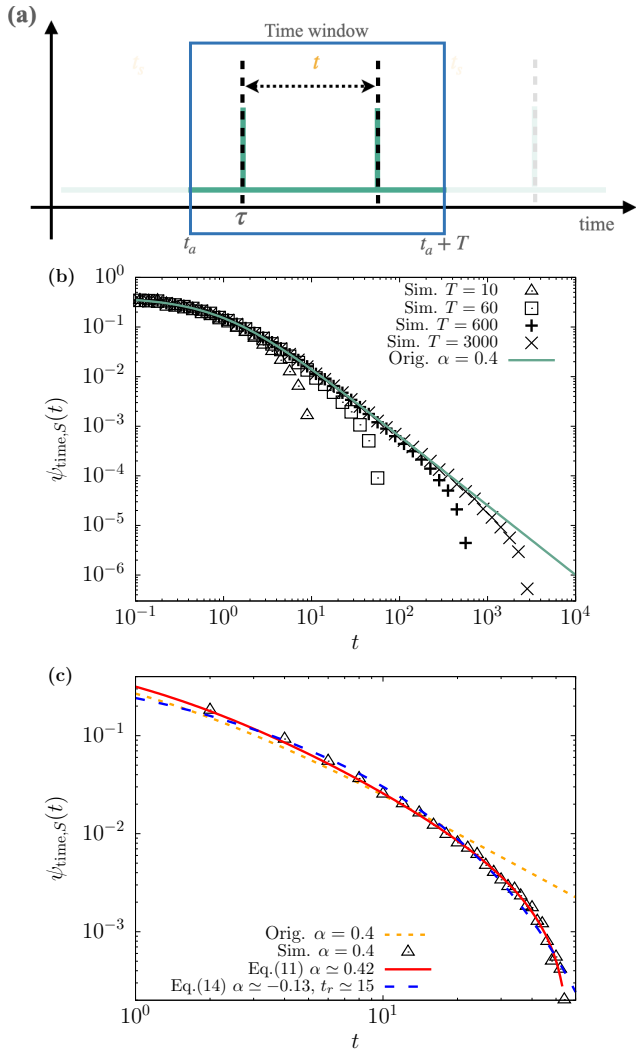 (a)
Time window
t_s t t_s
τ time
t_a t_a + T
(b)
10^0
10^−1
10^−2
10^−3
10^−4
10^−5
10^−6
ψ_time,S(t)
Sim. T = 10
Sim. T = 60
Sim. T = 600
Sim. T = 3000
Orig. α = 0.4
10^−1 10^0 10^1 10^2 10^3 10^4
t
(c)
10^−1
10^−2
10^−3
ψ_time,S(t)
Orig. α = 0.4
Sim. α = 0.4
Eq.(11) α ≃ 0.42
Eq.(14) α ≃ −0.13, t_r ≃ 15
10^0 10^1
t